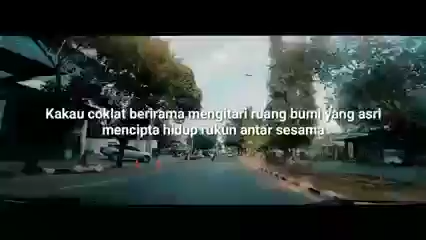 Kakau coklat berirama mengitari ruang bumi yang asri
mencipta hidup rukun antar sesama